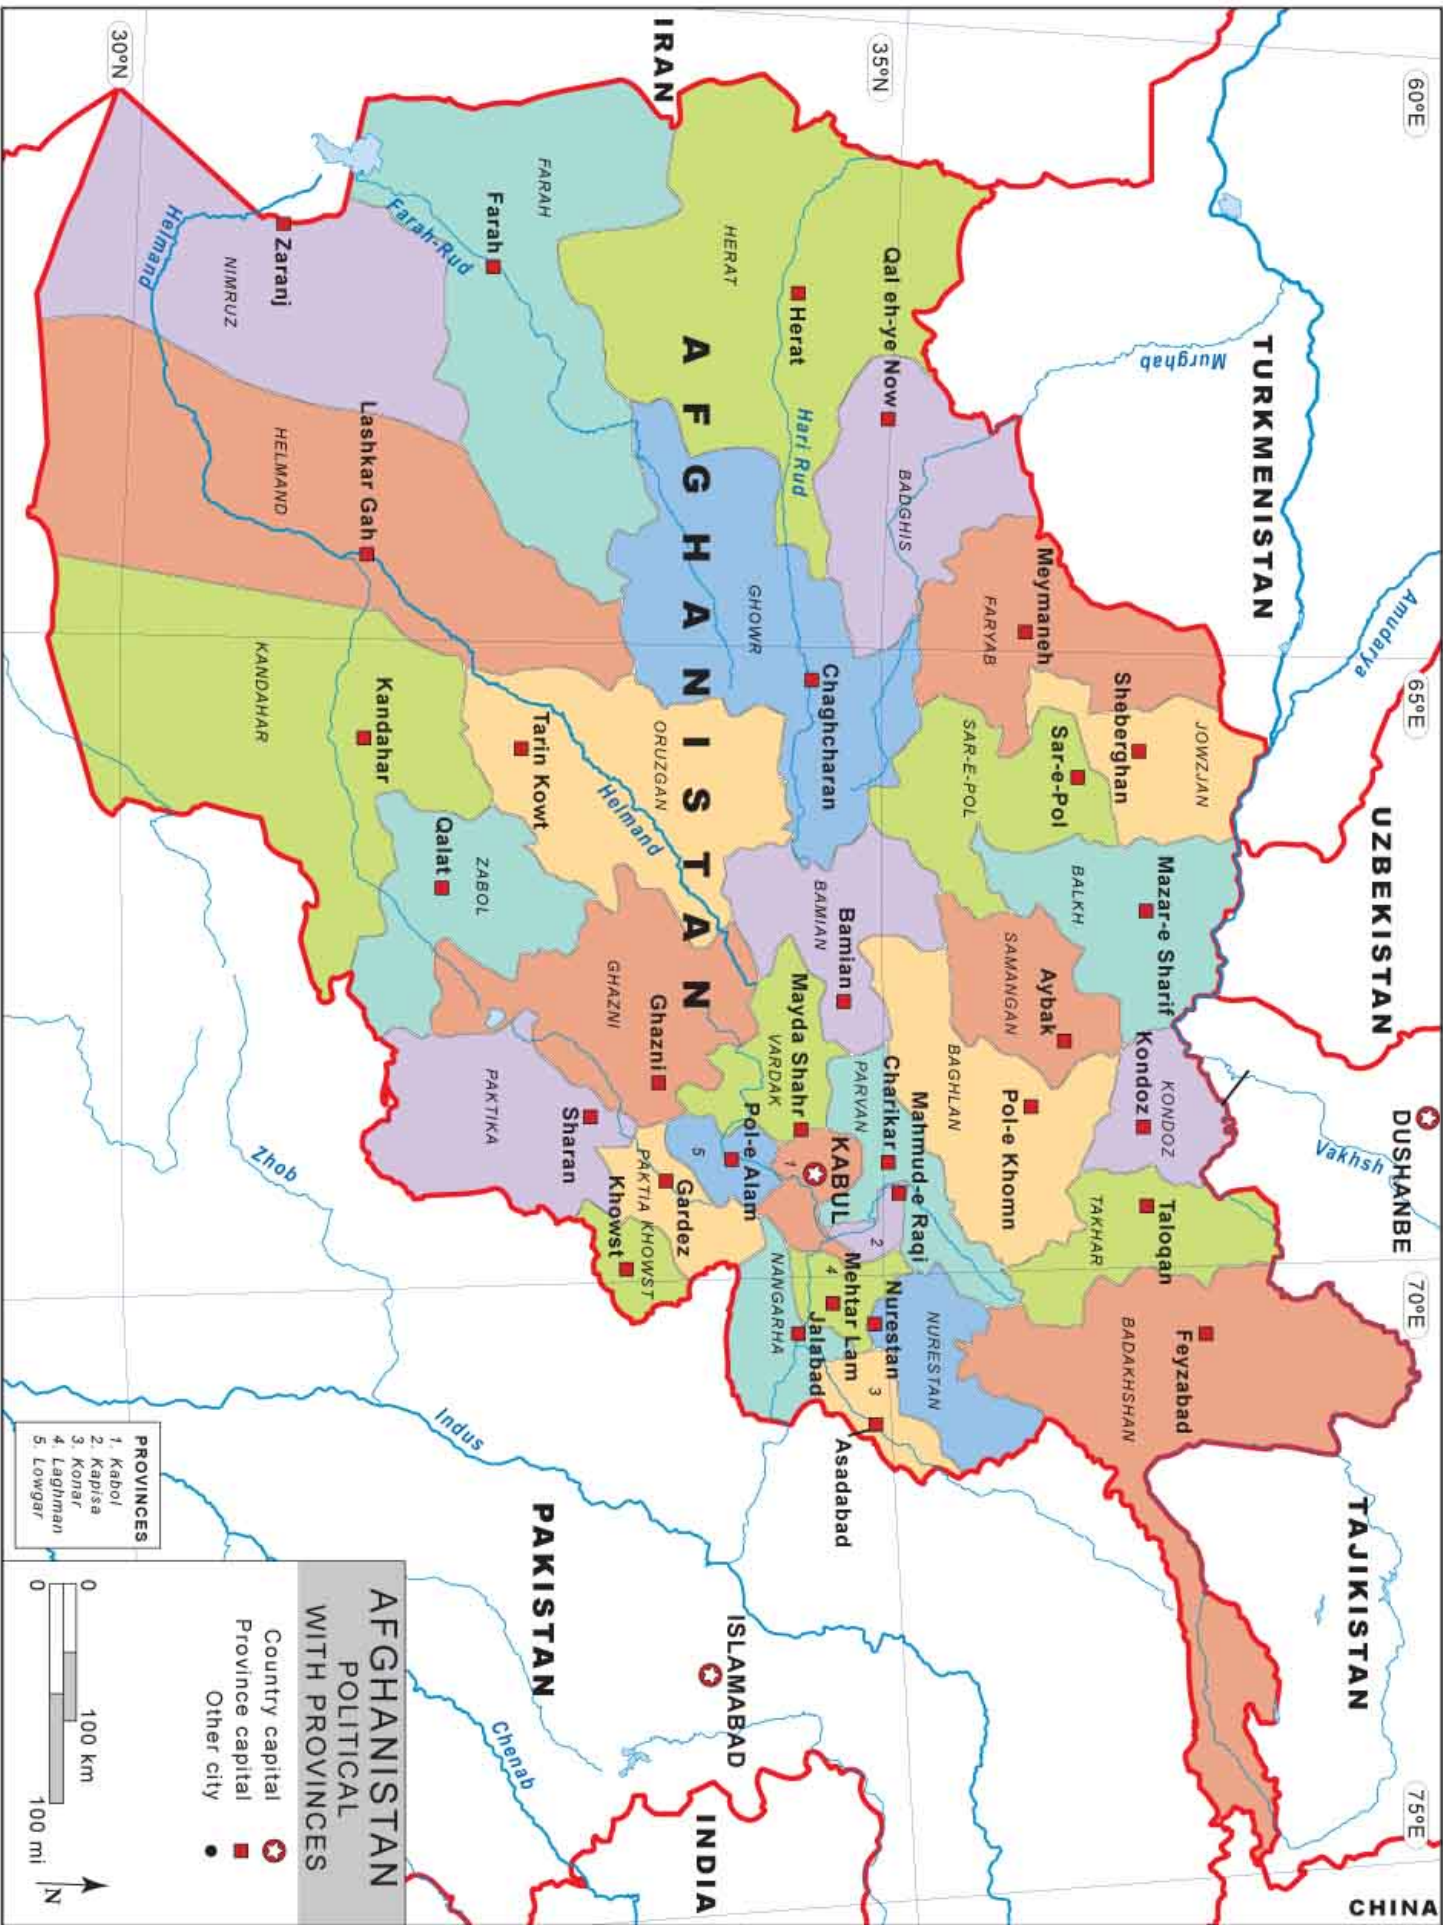 60°E
65°E
70°E
75°E
CHINA
UZBEKISTAN
DUSHANBE
TAJIKISTAN
Amudarya
Vakhsh
TURKMENISTAN
Murghab
JOWZJAN
Sheberghan
Mazar-e Sharif
Kondoz
KONDOZ
Taloqan
TAKHAR
Feyzabad
BADAKHSHAN
Meymaneh
FARYAB
Sar-e-Pol
SAR-E-POL
BALKH
Aybak
SAMANGAN
Pol-e Khomn
BAGHLAN
35°N
Qal eh-ye Now
BADGHIS
Mahmud-e Raqi
Charikar
PARVAN
Nurestan
NURESTAN
2
3
Bamian
BAMIAN
KABUL
1
Mehtar Lam
4
Asadabad
Chaghcharan
Herat
Hari Rud
Mayda Shahr
VARDAK
Jalabad
NANGARHA
HERAT
GHOWR
Pol-e Alam
5
ISLAMABAD
INDIA
IRAN
AFGHANISTAN
ORUZGAN
Helmand
Ghazni
GHAZNI
Gardez
PAKTIA
KHOWST
Khowst
Sharan
PAKTIKA
FARAH
Farah
Farah-Rud
Tarin Kowt
Qalat
ZABOL
PAKISTAN
Indus
Chenab
Lashkar Gah
HELMAND
Kandahar
KANDAHAR
Zaranj
NIMRUZ
Helmand
Zhob
30°N
PROVINCES
1. Kabol
2. Kapisa
3. Konar
4. Laghman
5. Lowgar
AFGHANISTAN
POLITICAL
WITH PROVINCES
Country capital
Province capital
Other city
0 100 km
0 100 mi
N